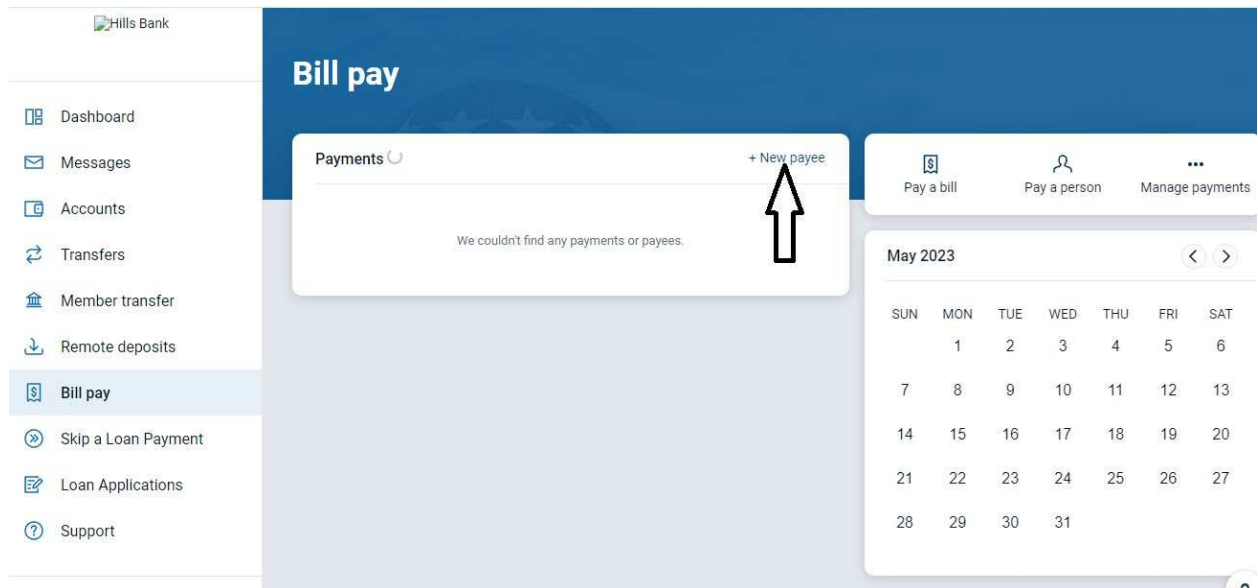 Hills Bank
Dashboard
Messages
Accounts
Transfers
Member transfer
Remote deposits
Bill pay
Skip a Loan Payment
Loan Applications
Support
Bill pay
Payments + New payee
We couldn't find any payments or payees.
Pay a bill Pay a person Manage payments
May 2023
SUN MON TUE WED THU FRI SAT
1 2 3 4 5 6
7 8 9 10 11 12 13
14 15 16 17 18 19 20
21 22 23 24 25 26 27
28 29 30 31